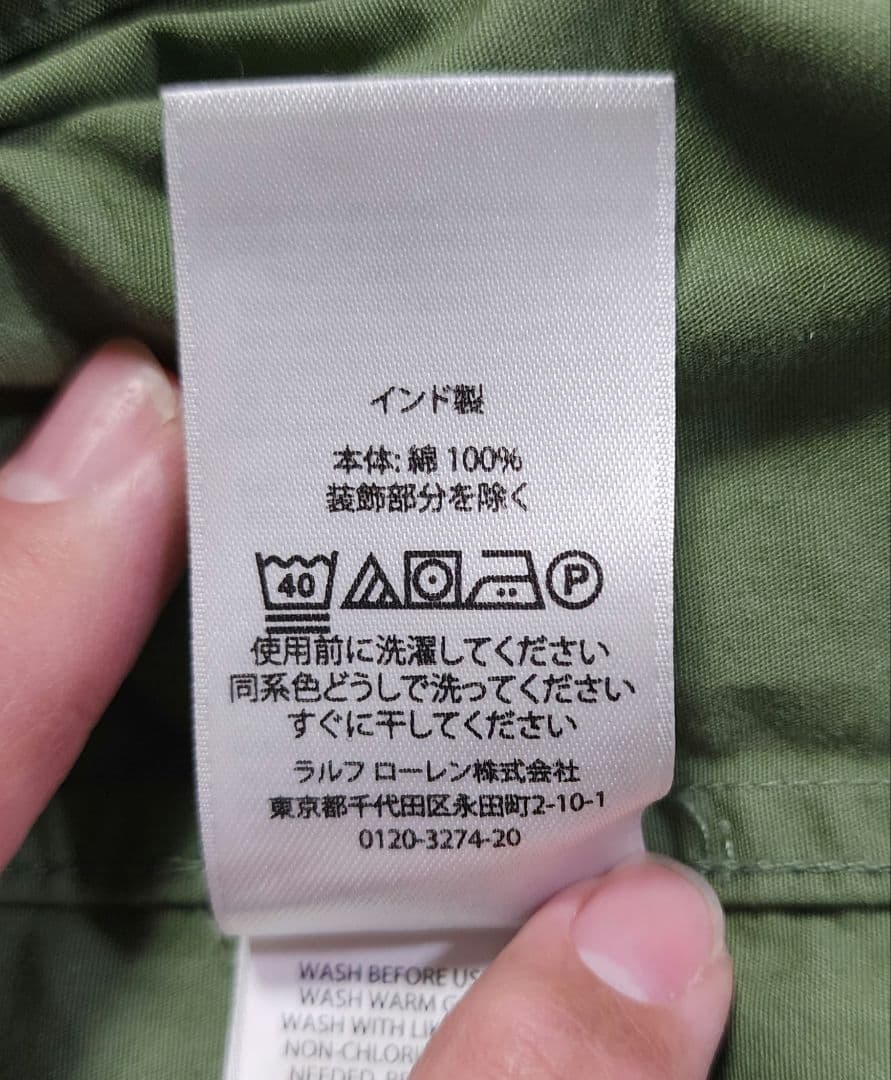 インド製
本体: 綿 100%
装飾部分を除く
40 P
使用前に洗濯してください
同系色どうしで洗ってください
すぐに干してください
ラルフ ローレン株式会社
東京都千代田区永田町2-10-1
0120-3274-20
WASH BEFORE
WASH WARM
WASH WITH
NEEDED,